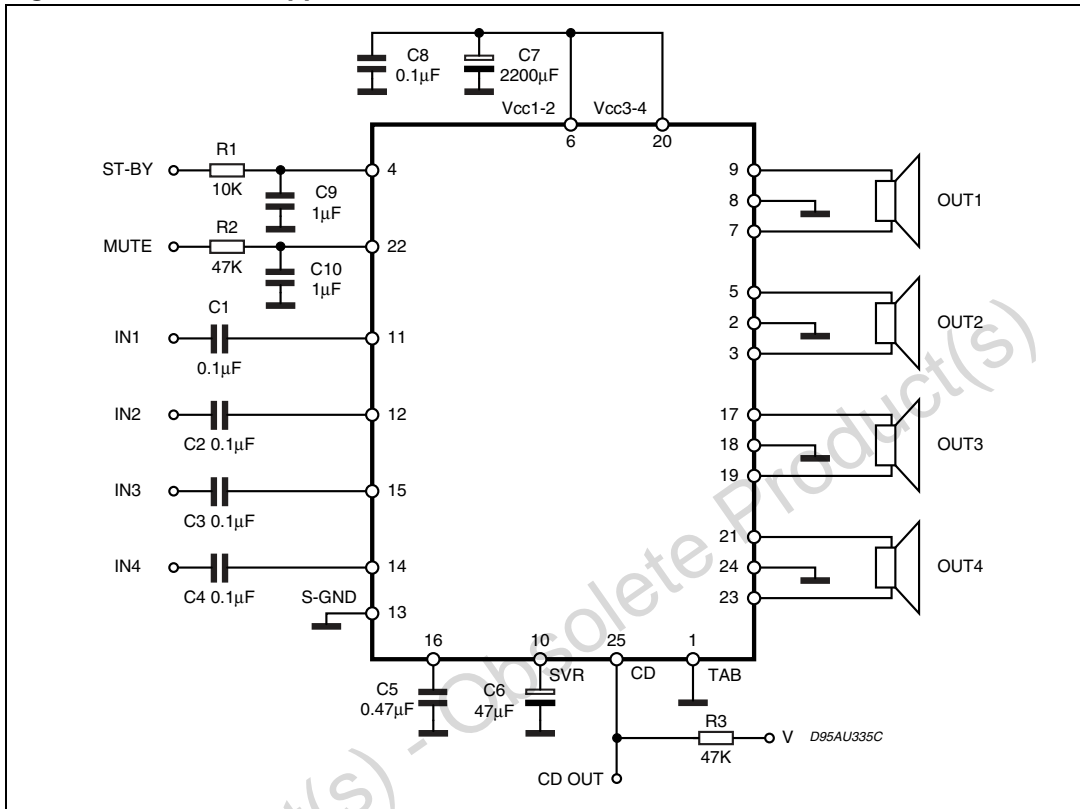 C8
0.1µF
C7
2200µF
Vcc1-2
Vcc3-4
6
20
ST-BY
R1
10K
4
C9
1µF
MUTE
R2
47K
22
C10
1µF
IN1
C1
0.1µF
11
IN2
C2 0.1µF
12
IN3
C3 0.1µF
15
IN4
C4 0.1µF
14
S-GND
13
9
8
7
OUT1
5
2
3
OUT2
17
18
19
OUT3
21
24
23
OUT4
16
10
25
1
SVR
CD
TAB
C5
0.47µF
C6
47µF
R3
47K
V
D95AU335C
CD OUT
(s) - Obsolete Product(s)